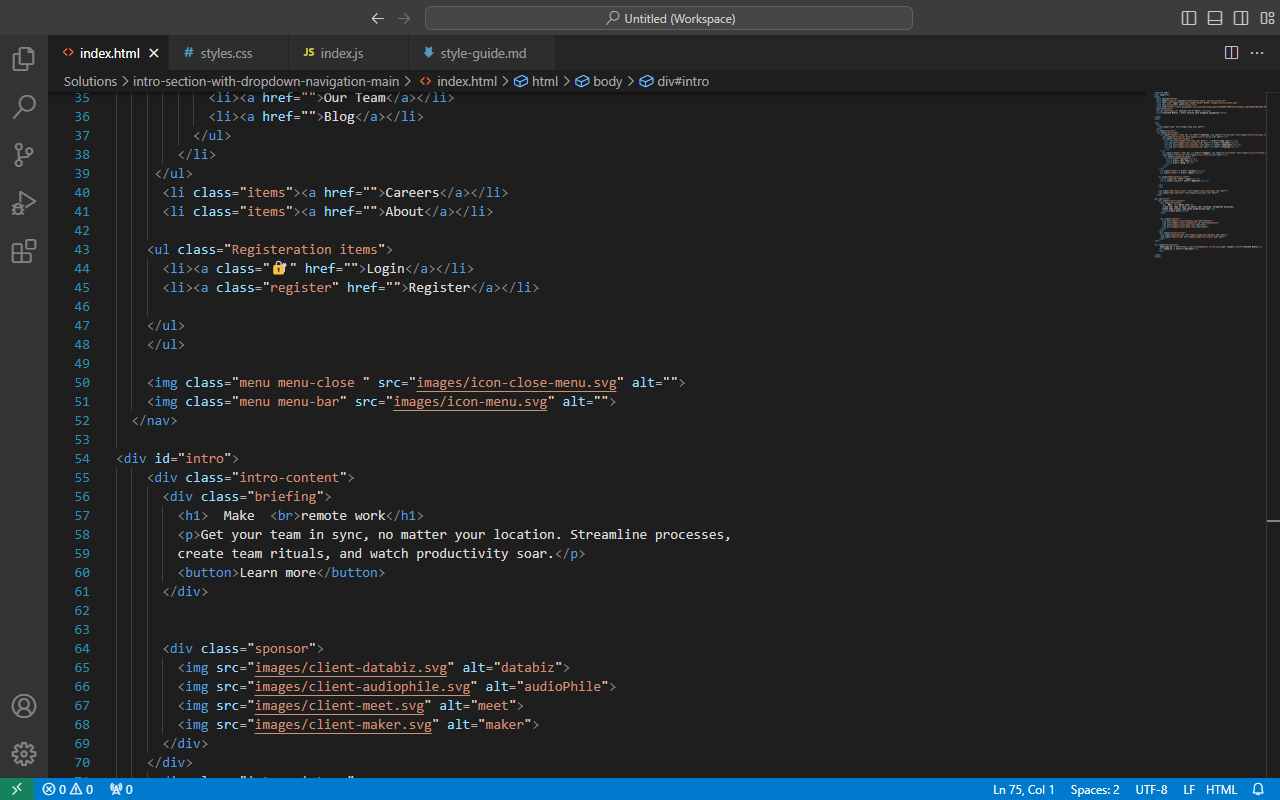 Untitled (Workspace)
index.html
styles.css
JS index.js
style-guide.md
Solutions > intro-section-with-dropdown-navigation-main > index.html > html > body > div#intro
35 <li><a href="">Our Team</a></li>
36 <li><a href="">Blog</a></li>
37 </ul>
38 </li>
39 </ul>
40 <li class="items"><a href="">Careers</a></li>
41 <li class="items"><a href="">About</a></li>
42
43 <ul class="Registeration items">
44 <li><a class="🔐" href="">Login</a></li>
45 <li><a class="register" href="">Register</a></li>
46
47 </ul>
48 </ul>
49
50 <img class="menu menu-close " src="images/icon-close-menu.svg" alt="">
51 <img class="menu menu-bar" src="images/icon-menu.svg" alt="">
52 </nav>
53
54 <div id="intro">
55 <div class="intro-content">
56 <div class="briefing">
57 <h1>  Make  <br>remote work</h1>
58 <p>Get your team in sync, no matter your location. Streamline processes,
59 create team rituals, and watch productivity soar.</p>
60 <button>Learn more</button>
61 </div>
62
63
64 <div class="sponsor">
65 <img src="images/client-databiz.svg" alt="databiz">
66 <img src="images/client-audiophile.svg" alt="audioPhile">
67 <img src="images/client-meet.svg" alt="meet">
68 <img src="images/client-maker.svg" alt="maker">
69 </div>
70 </div>
0 0 0 Ln 75, Col 1 Spaces: 2 UTF-8 LF HTML